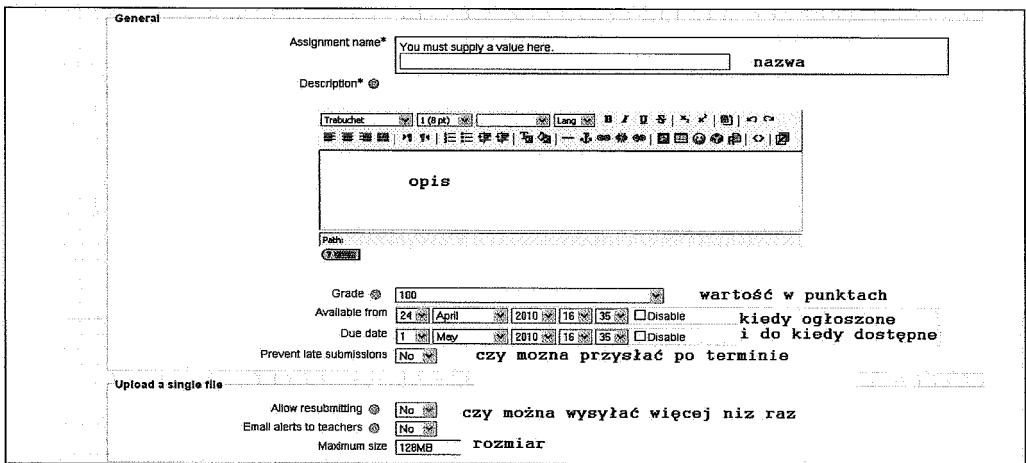 General
Assignment name* You must supply a value here.
nazwa
Description*
Trebuchet 1 (8 pt) Lang B I U S
opis
Path:
Grade 100 wartość w punktach
Available from 24 April 2010 16 35 Disable kiedy ogłoszone
Due date 1 May 2010 16 35 Disable i do kiedy dostępne
Prevent late submissions No czy mozna przysłać po terminie
Upload a single file
Allow resubmitting No czy można wysyłać więcej niz raz
Email alerts to teachers No
Maximum size 128MB rozmiar